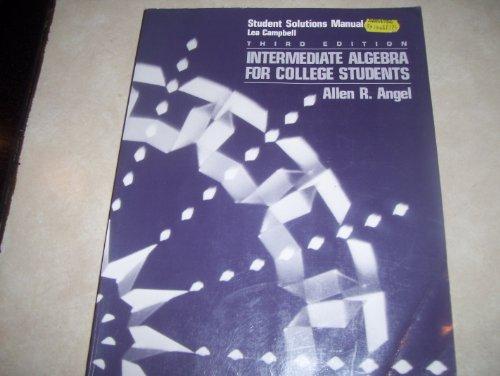 Student Solutions Manual
Lea Campbell
THIRD EDITION
INTERMEDIATE ALGEBRA
FOR COLLEGE STUDENTS
Allen R. Angel